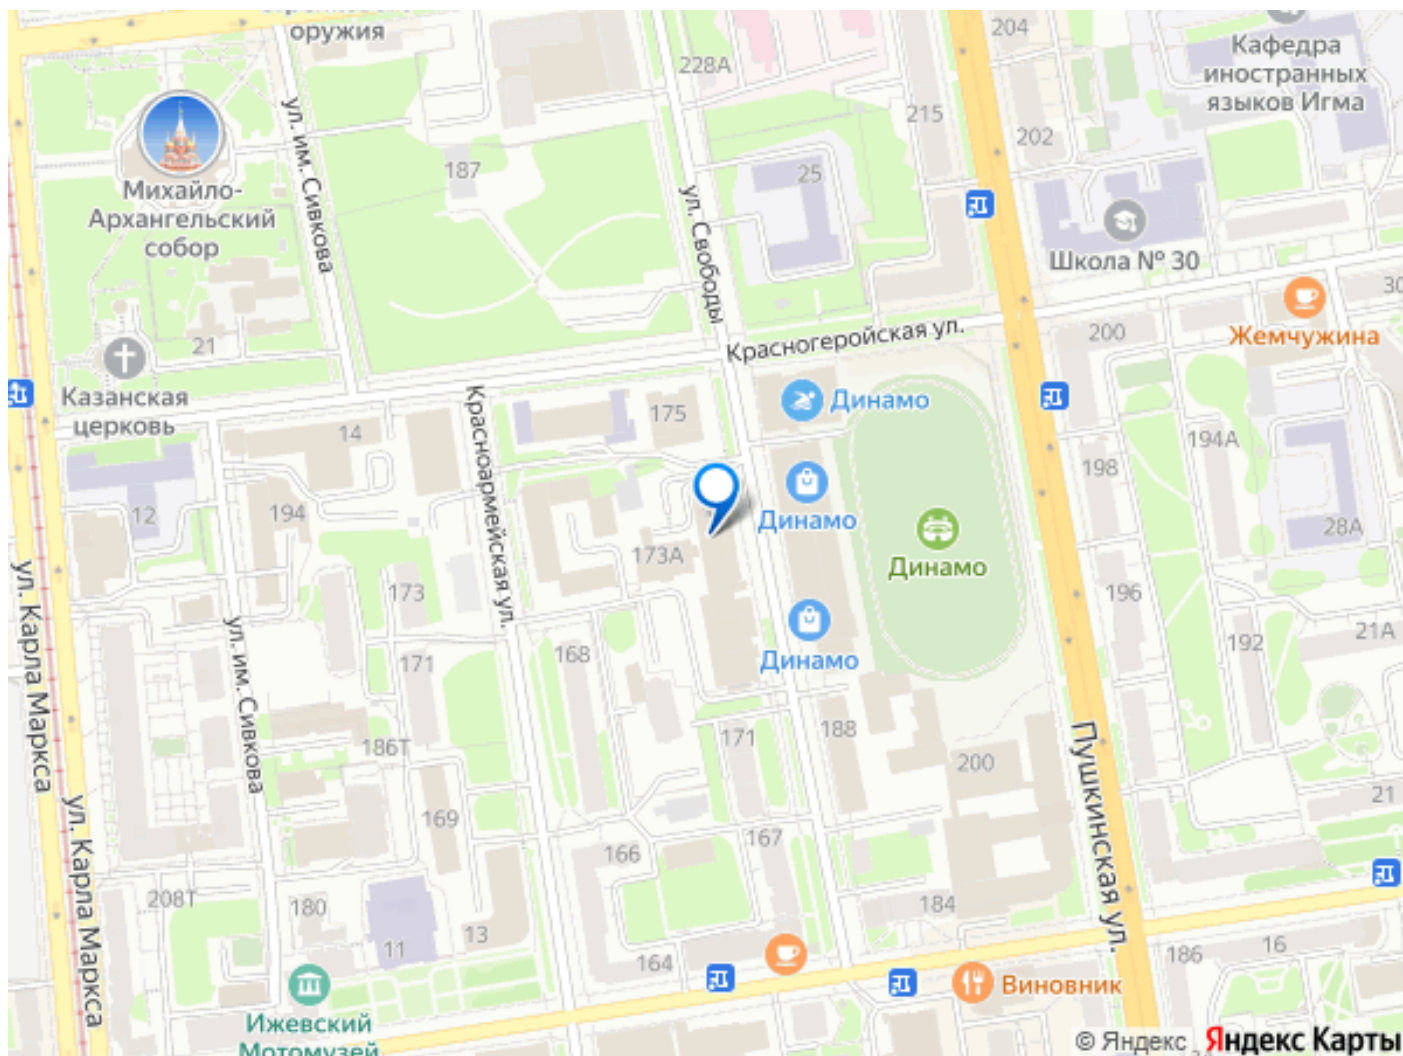 оружия
204
Кафедра
иностранных
языков Игма
228А
215
202
ул. им. Сивкова
187
25
Михайло-
Архангельский
собор
ул. Свободы
Школа № 30
30
21
Красногеройская ул.
200
Жемчужина
Казанская
церковь
Красноармейская ул.
175
Динамо
14
194А
198
12
194
Динамо
28А
173А
Динамо
ул. Карла Маркса
173
196
ул. им. Сивкова
171
168
Динамо
192
21А
186Т
171
188
200
Пушкинская ул.
21
ул. Карла Маркса
169
167
166
208Т
180
184
11
13
164
186
16
Виновник
Ижевский
Мотомузей
© Яндекс Яндекс Карты